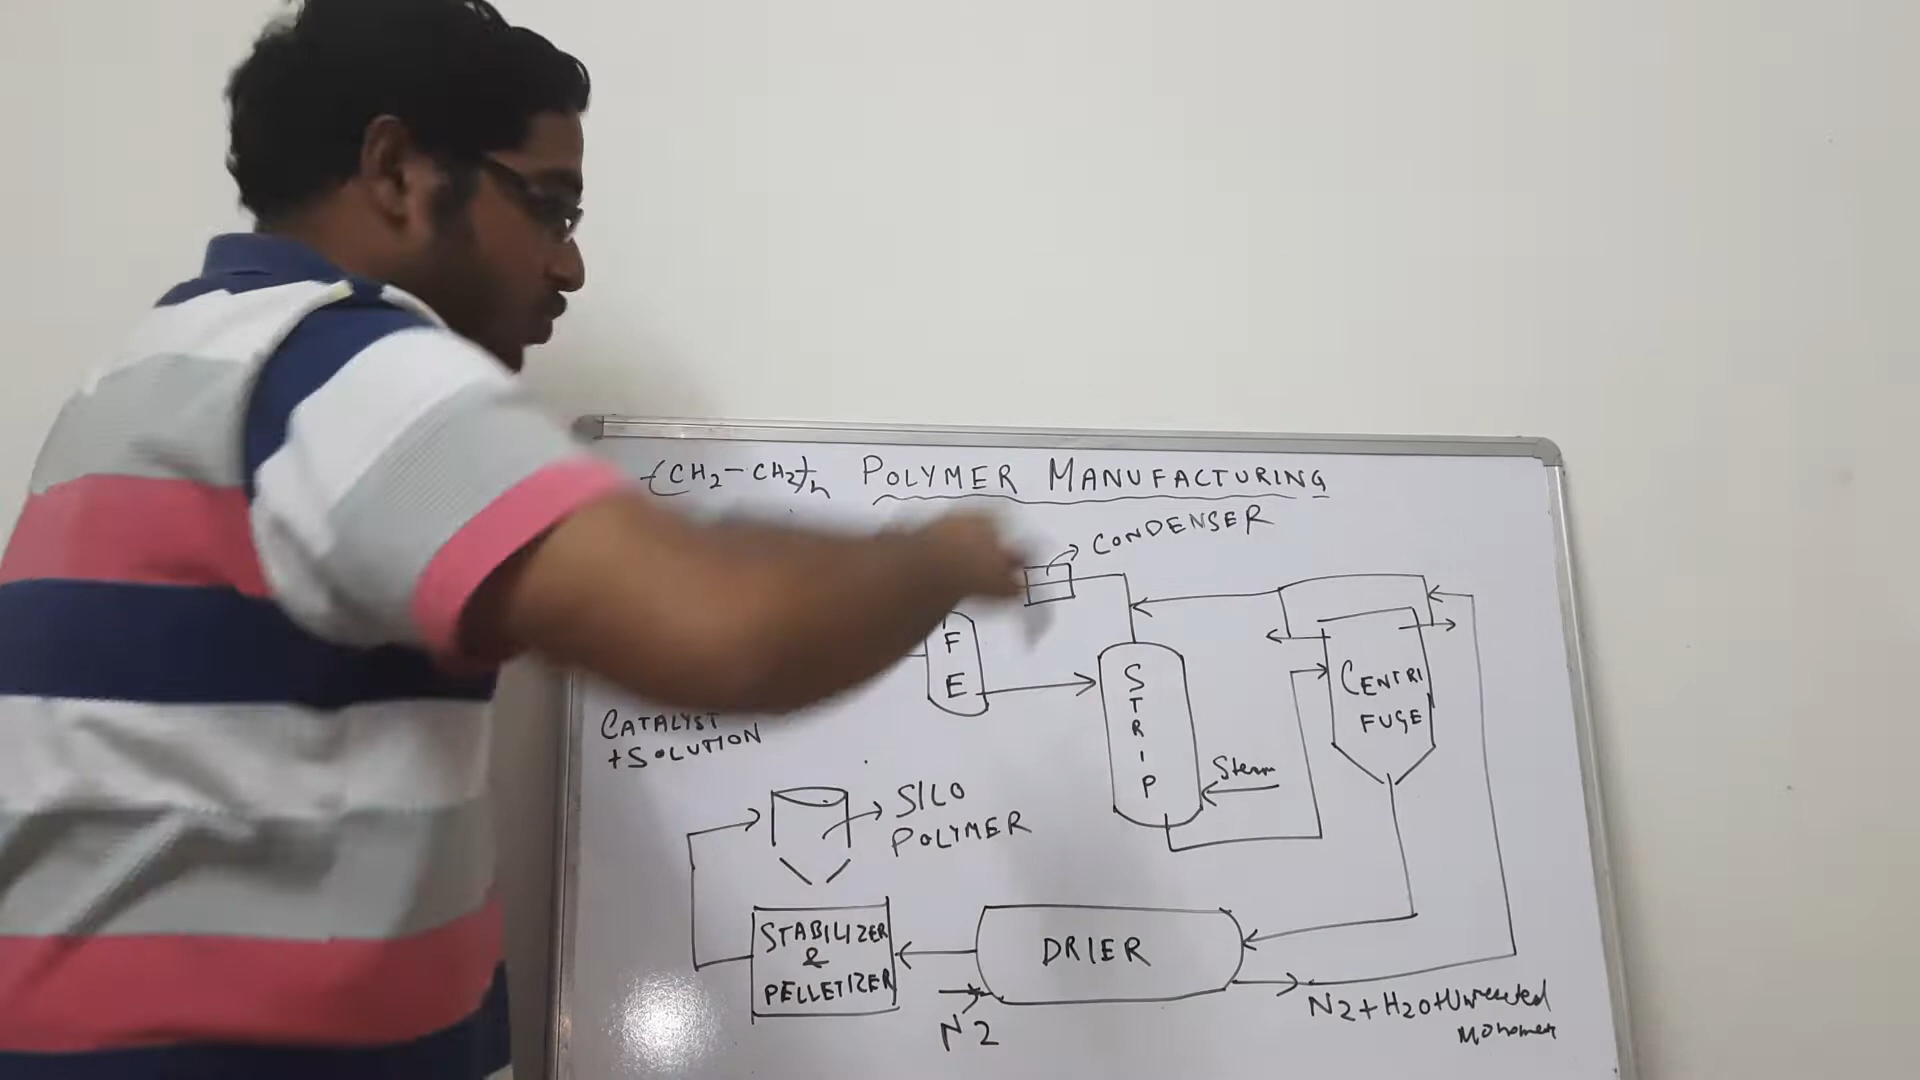 (CH2-CH2)n POLYMER MANUFACTURING
CONDENSER
F
E
S
T
R
I
P
CENTRI
FUGE
CATALYST
+ SOLUTION
Steam
SILO
POLYMER
STABILIZER
&
PELLETIZER
DRIER
N2
N2+H2O+Unreacted
Monomer